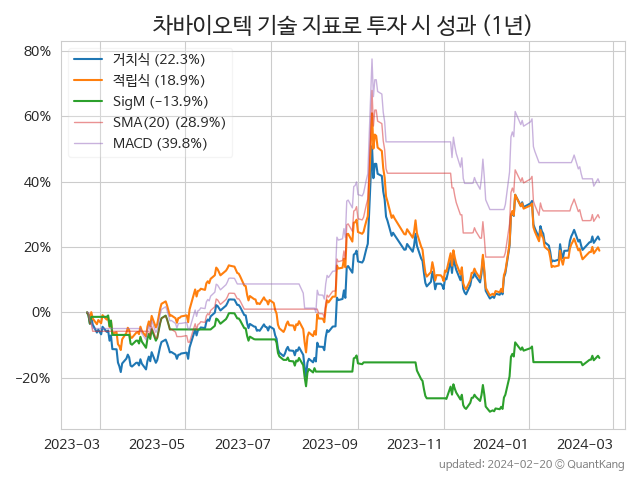 차바이오텍 기술 지표로 투자 시 성과 (1년)
80%
60%
40%
20%
0%
−20%
거치식 (22.3%)
적립식 (18.9%)
SigM (−13.9%)
SMA(20) (28.9%)
MACD (39.8%)
2023-03 2023-05 2023-07 2023-09 2023-11 2024-01 2024-03
updated: 2024-02-20 ⓒ QuantKang